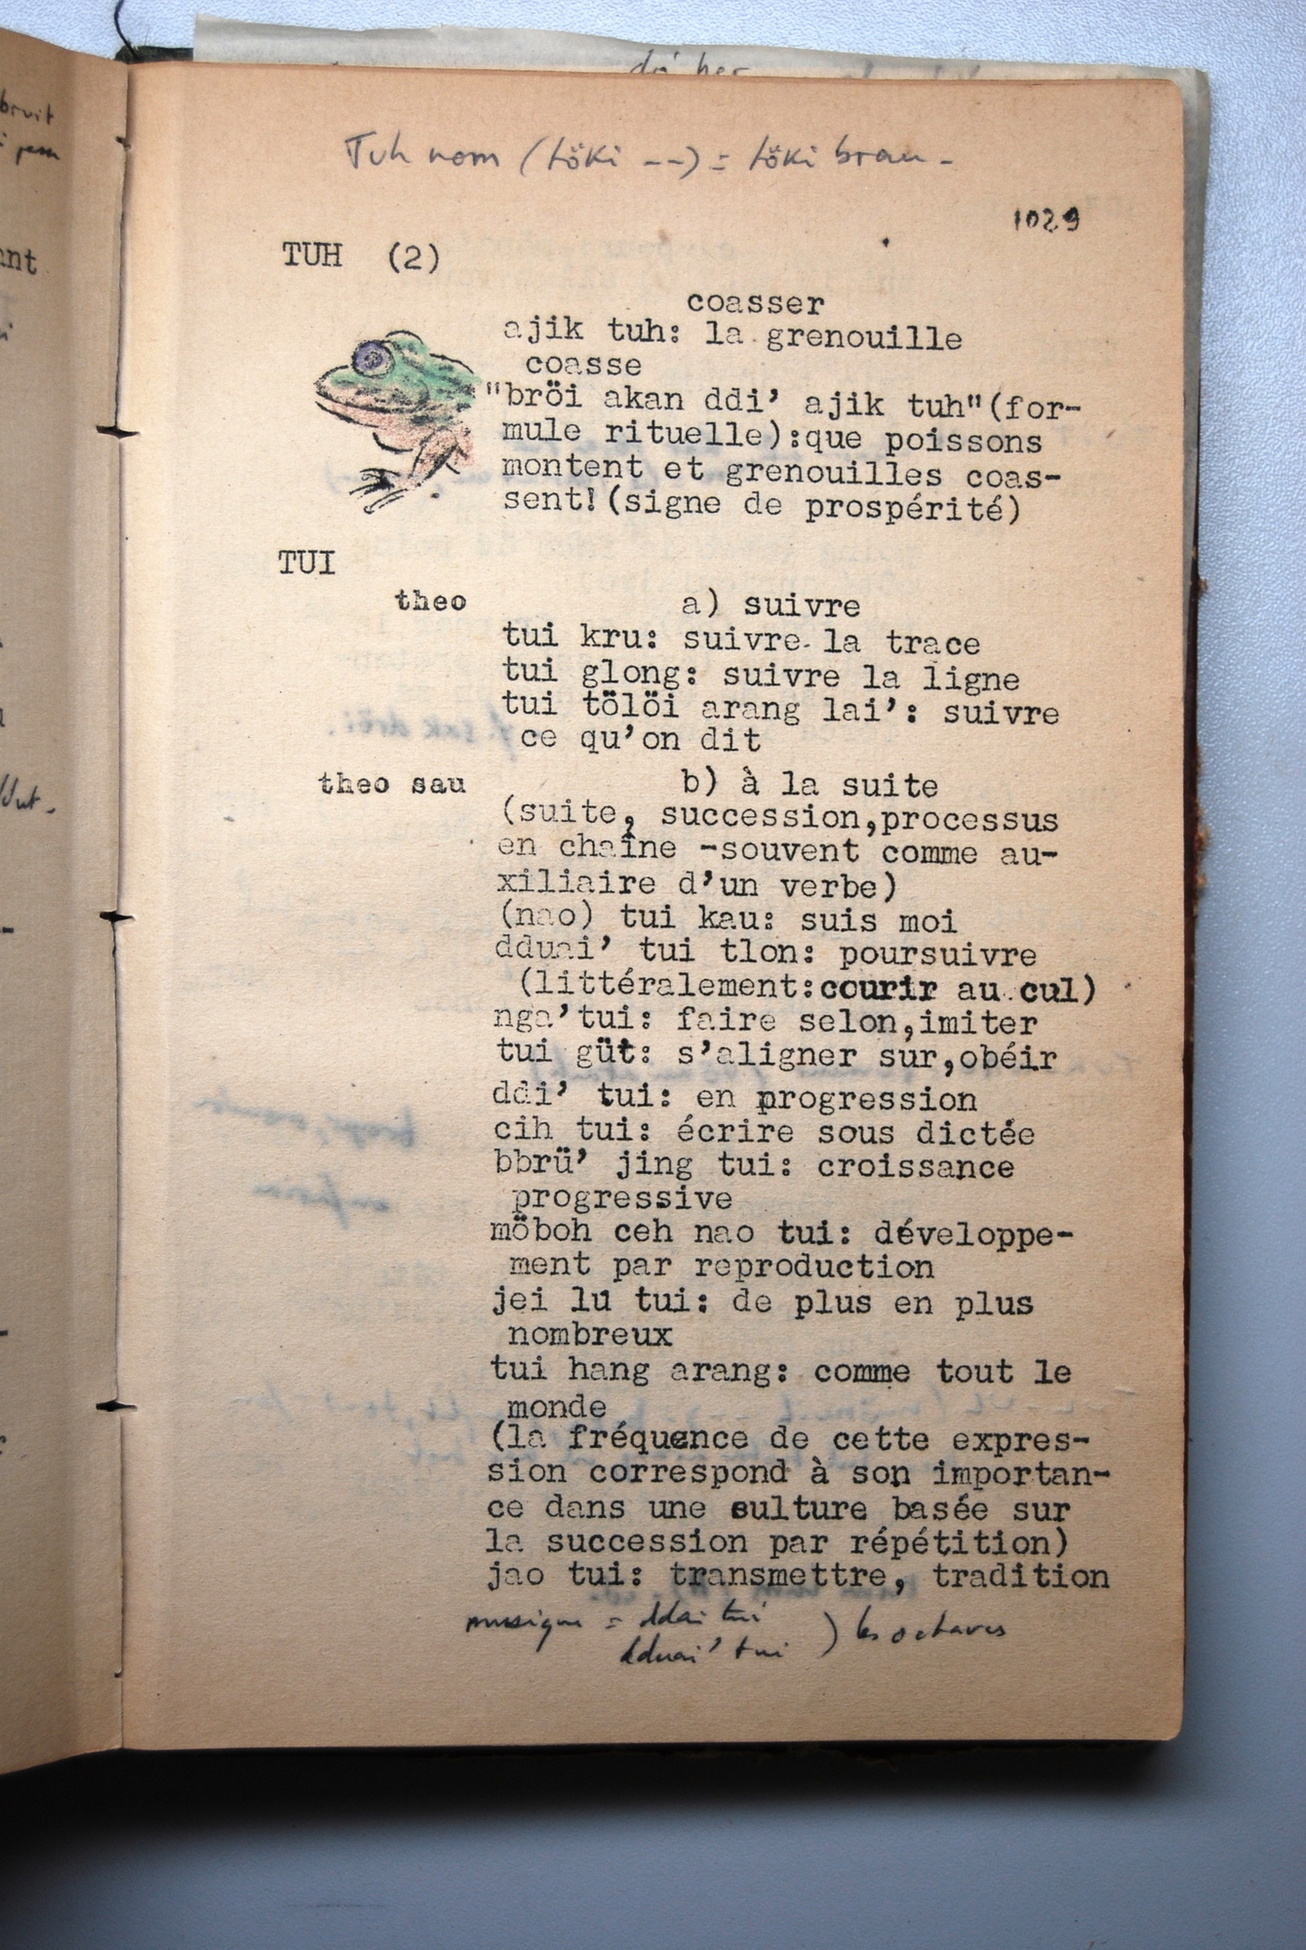 bruit
ant
Tuh nom (töki --) = töki brau -
1029
TUH (2)
coasser
ajik tuh: la grenouille
coasse
"bröi akan ddi' ajik tuh"(for-
mule rituelle):que poissons
montent et grenouilles coas-
sent!(signe de prospérité)
TUI
theo a) suivre
tui kru: suivre la trace
tui glong: suivre la ligne
tui tölöi arang lai': suivre
ce qu'on dit
theo sau b) à la suite
(suite, succession,processus
en chaîne -souvent comme au-
xiliaire d'un verbe)
(nao) tui kau: suis moi
dduai' tui tlon: poursuivre
(littéralement:courir au cul)
nga'tui: faire selon,imiter
tui güt: s'aligner sur,obéir
ddi' tui: en progression
cih tui: écrire sous dictée
bbrü' jing tui: croissance
progressive
möboh ceh nao tui: développe-
ment par reproduction
jei lu tui: de plus en plus
nombreux
tui hang arang: comme tout le
monde
(la fréquence de cette expres-
sion correspond à son importan-
ce dans une sulture basée sur
la succession par répétition)
jao tui: transmettre, tradition
musique = ddai tui
dduai' tui ) les octaves